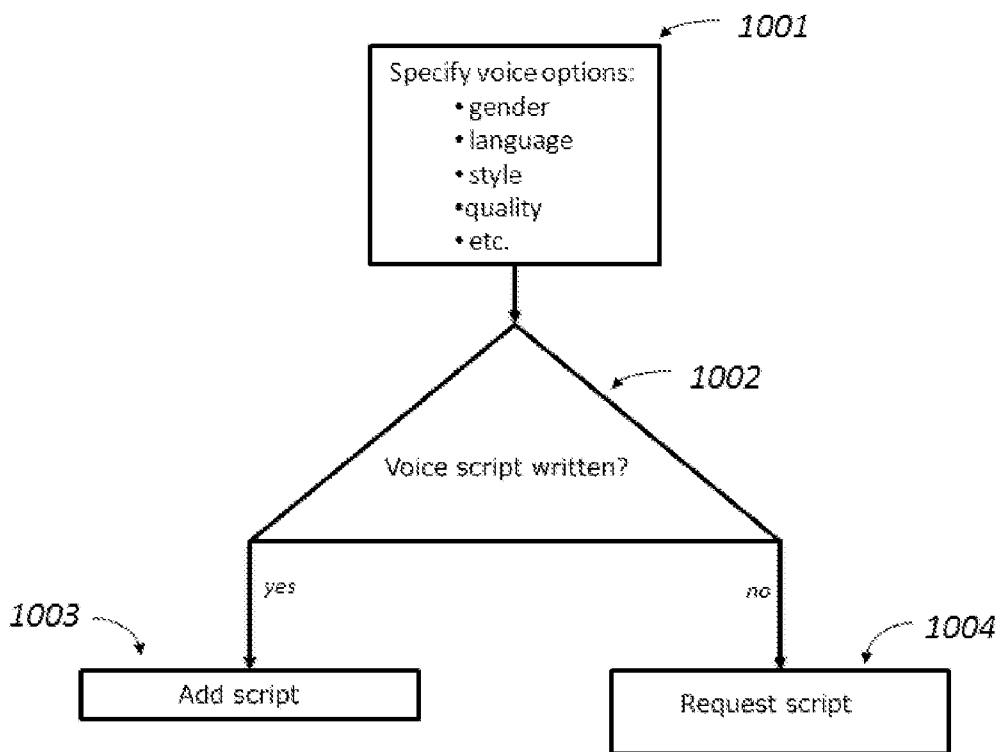 1001
Specify voice options:
• gender
• language
• style
•quality
• etc.
1002
Voice script written?
yes
no
1003
1004
Add script
Request script